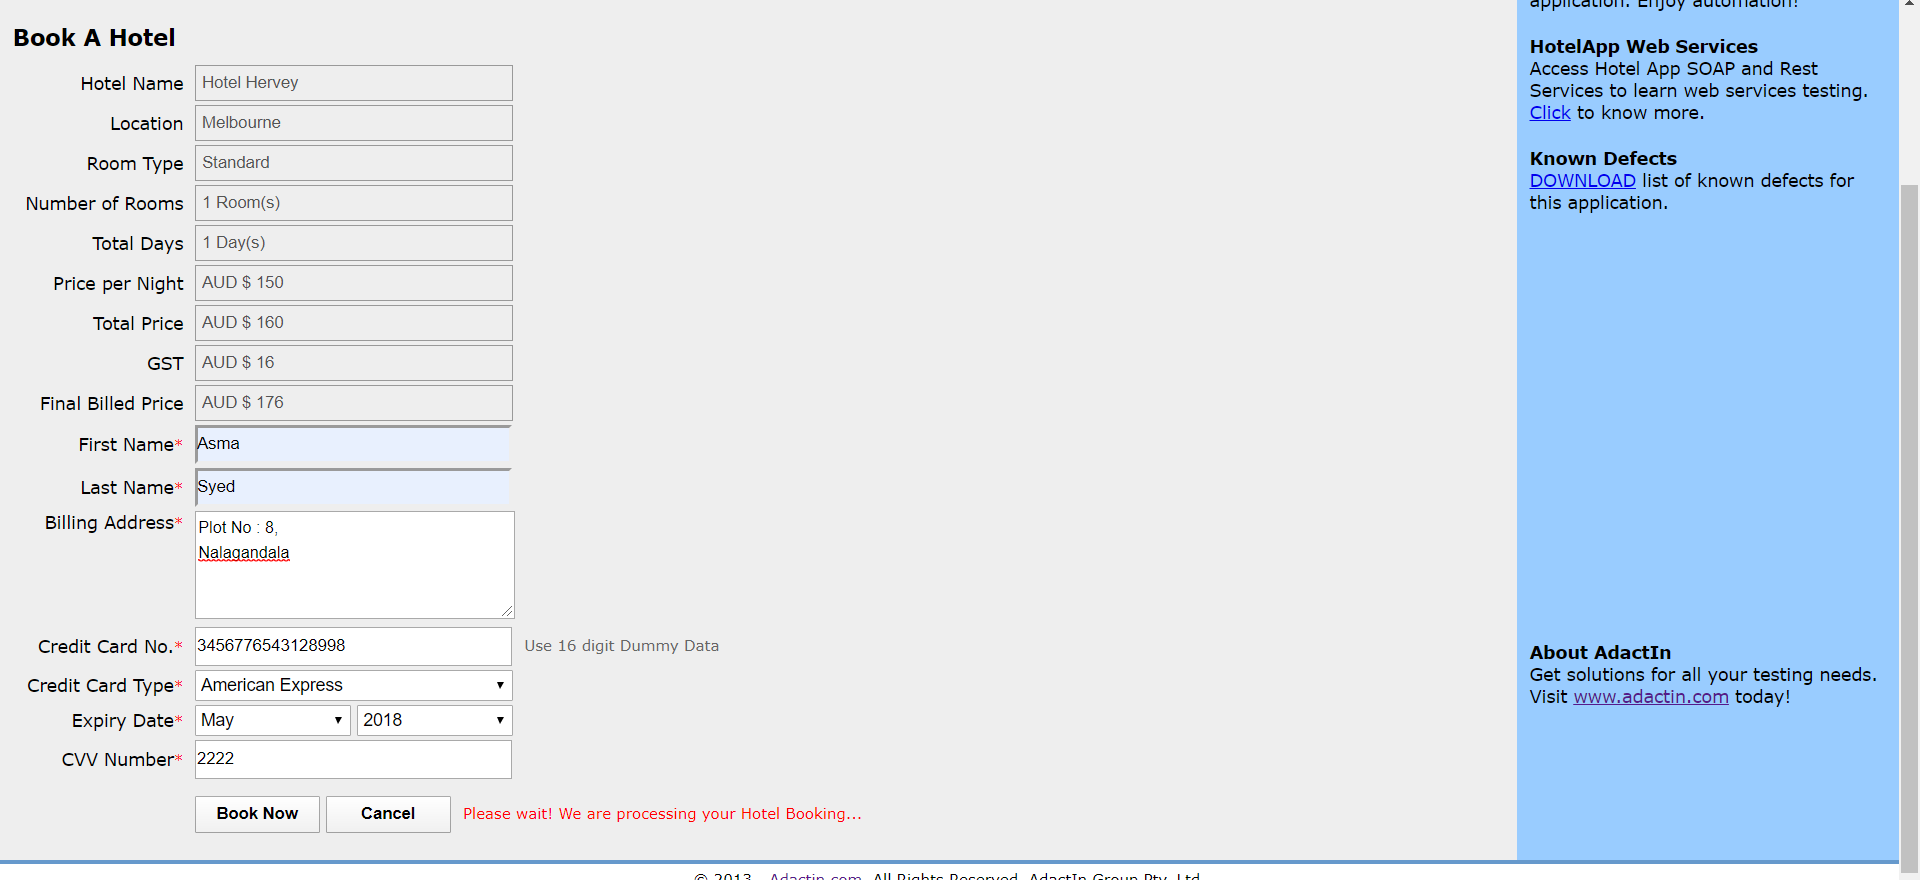 Book A Hotel
Hotel Name Hotel Hervey
Location Melbourne
Room Type Standard
Number of Rooms 1 Room(s)
Total Days 1 Day(s)
Price per Night AUD $ 150
Total Price AUD $ 160
GST AUD $ 16
Final Billed Price AUD $ 176
First Name* Asma
Last Name* Syed
Billing Address* Plot No : 8,
Nalagandala
Credit Card No.* 3456776543128998 Use 16 digit Dummy Data
Credit Card Type* American Express
Expiry Date* May 2018
CVV Number* 2222
Book Now Cancel Please wait! We are processing your Hotel Booking...
application. Enjoy automation!
HotelApp Web Services
Access Hotel App SOAP and Rest
Services to learn web services testing.
Click to know more.
Known Defects
DOWNLOAD list of known defects for
this application.
About AdactIn
Get solutions for all your testing needs.
Visit www.adactin.com today!
© 2013 - Adactin.com. All Rights Reserved. AdactIn Group Pty. Ltd.